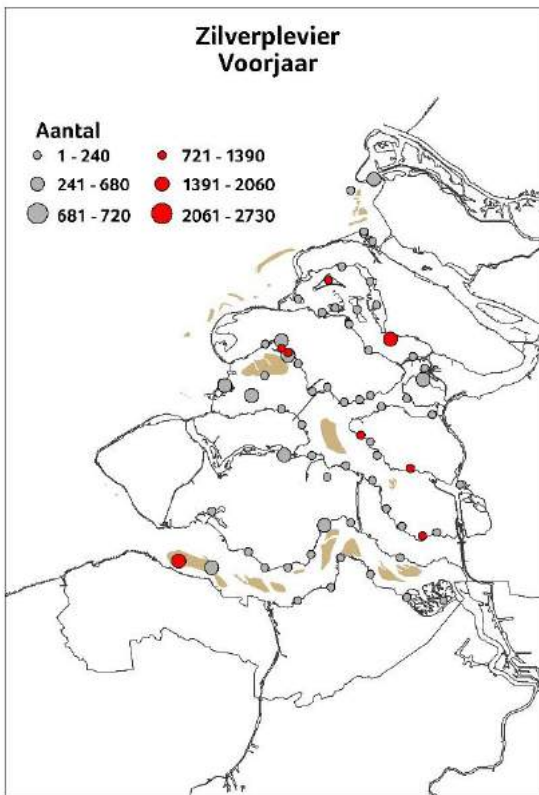 Zilverplevier
Voorjaar
Aantal
1 - 240
241 - 680
681 - 720
721 - 1390
1391 - 2060
2061 - 2730